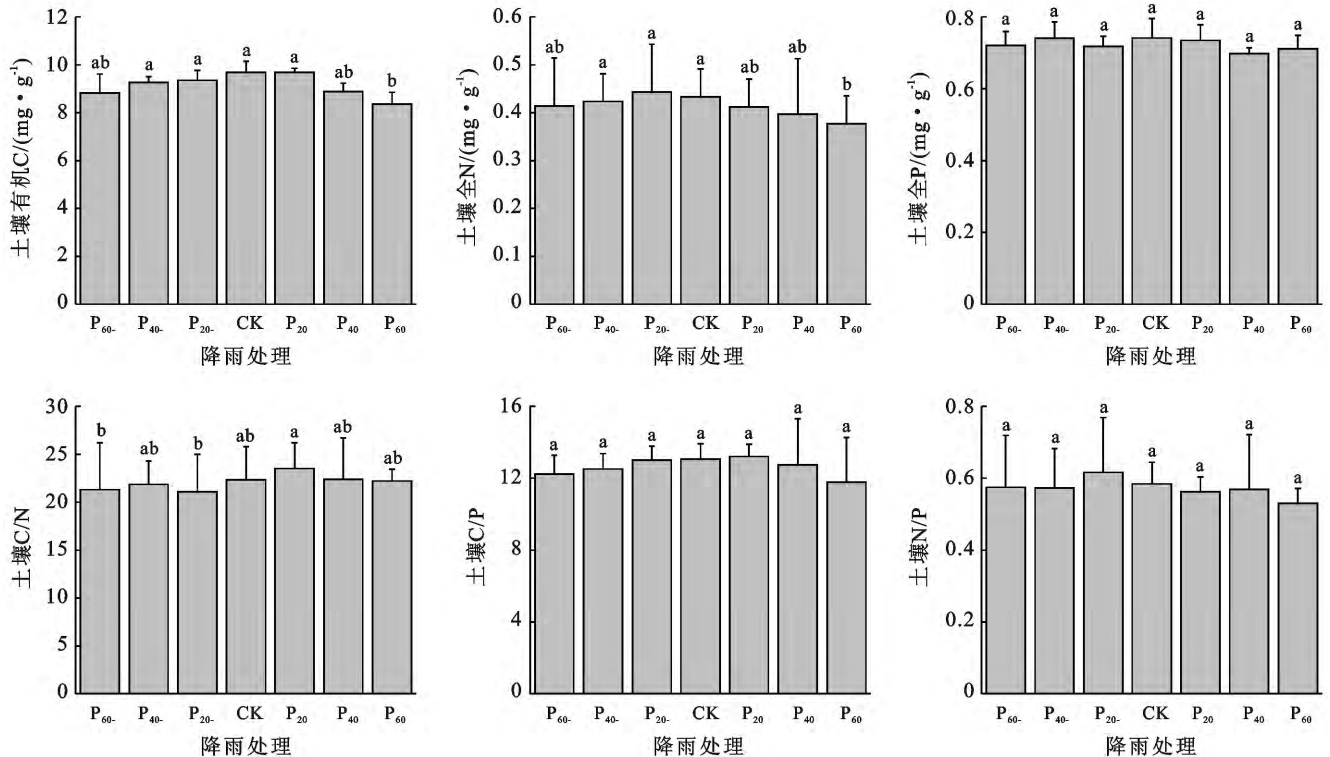 12
10
8
6
4
2
0
土壤有机C/(mg·g⁻¹)
ab a a a a ab b
P₆₀₋ P₄₀₋ P₂₀₋ CK P₂₀ P₄₀ P₆₀
降雨处理
0.6
0.5
0.4
0.3
0.2
0.1
0
土壤全N/(mg·g⁻¹)
ab a a a ab ab b
P₆₀₋ P₄₀₋ P₂₀₋ CK P₂₀ P₄₀ P₆₀
降雨处理
0.8
0.6
0.4
0.2
0
土壤全P/(mg·g⁻¹)
a a a a a a a
P₆₀₋ P₄₀₋ P₂₀₋ CK P₂₀ P₄₀ P₆₀
降雨处理
30
25
20
15
10
5
0
土壤C/N
b ab b ab a ab ab
P₆₀₋ P₄₀₋ P₂₀₋ CK P₂₀ P₄₀ P₆₀
降雨处理
16
12
8
4
0
土壤C/P
a a a a a a a
P₆₀₋ P₄₀₋ P₂₀₋ CK P₂₀ P₄₀ P₆₀
降雨处理
0.8
0.6
0.4
0.2
0
土壤N/P
a a a a a a a
P₆₀₋ P₄₀₋ P₂₀₋ CK P₂₀ P₄₀ P₆₀
降雨处理